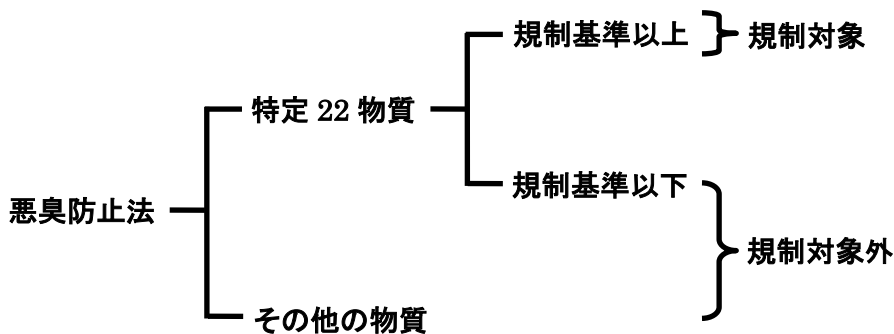 規制基準以上
規制対象
特定 22 物質
規制基準以下
悪臭防止法
規制対象外
その他の物質